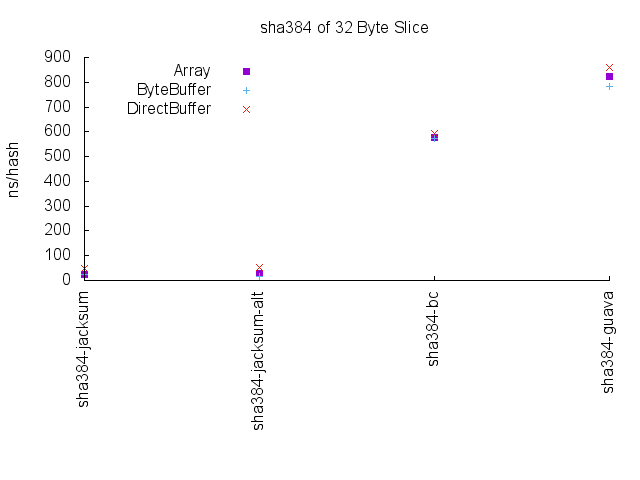 sha384 of 32 Byte Slice
900
800
700
600
500
400
300
200
100
0
ns/hash
Array
ByteBuffer
DirectBuffer
sha384-jacksum
sha384-jacksum-alt
sha384-bc
sha384-guava